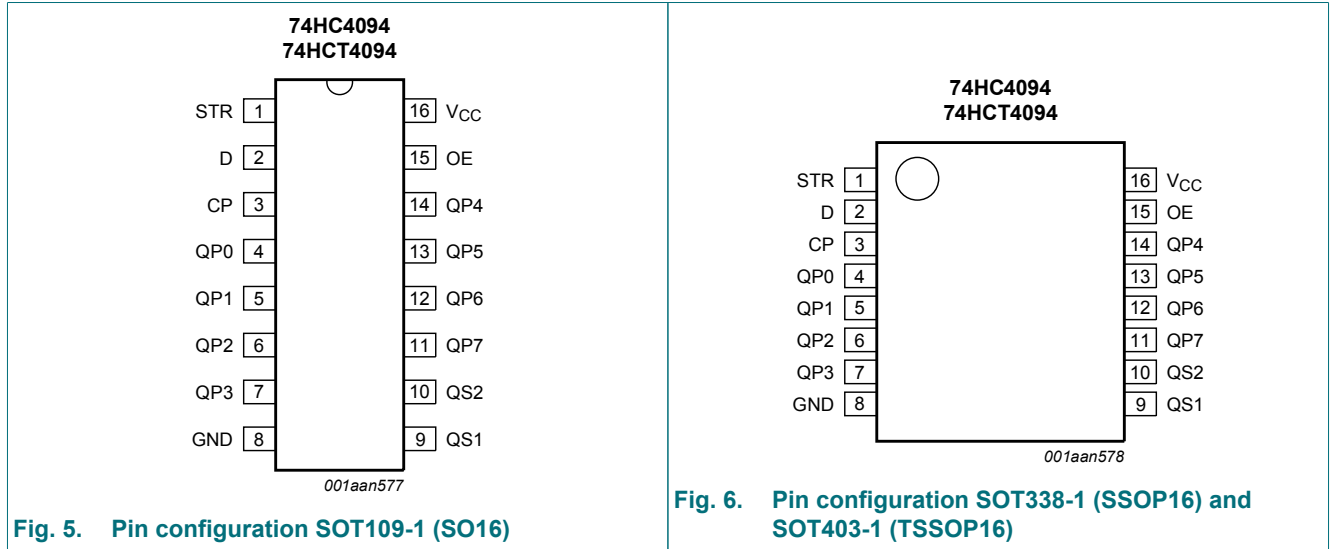 74HC4094
74HCT4094
STR 1 16 VCC
D 2 15 OE
CP 3 14 QP4
QP0 4 13 QP5
QP1 5 12 QP6
QP2 6 11 QP7
QP3 7 10 QS2
GND 8 9 QS1
001aan577
Fig. 5. Pin configuration SOT109-1 (SO16)
74HC4094
74HCT4094
STR 1 16 VCC
D 2 15 OE
CP 3 14 QP4
QP0 4 13 QP5
QP1 5 12 QP6
QP2 6 11 QP7
QP3 7 10 QS2
GND 8 9 QS1
001aan578
Fig. 6. Pin configuration SOT338-1 (SSOP16) and
SOT403-1 (TSSOP16)